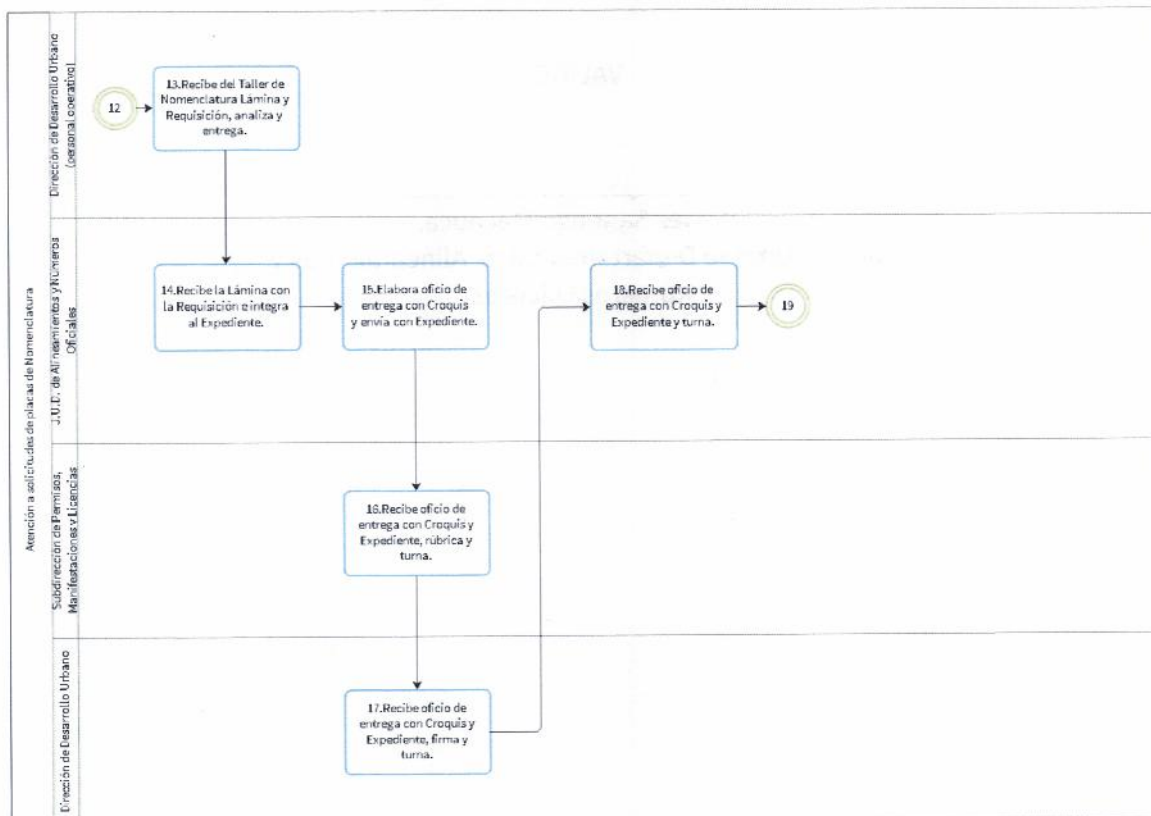 Atención a solicitudes de placas de Nomenclatura
Dirección de Desarrollo Urbano
(personal operativo)
12
13.Recibe del Taller de
Nomenclatura Lámina y
Requisición, analiza y
entrega.
J.U.D. de Alineamientos y Números
Oficiales
14.Recibe la Lámina con
la Requisición e integra
al Expediente.
15.Elabora oficio de
entrega con Croquis
y envía con Expediente.
18.Recibe oficio de
entrega con Croquis y
Expediente y turna.
19
Subdirección de Permisos,
Manifestaciones y Licencias
16.Recibe oficio de
entrega con Croquis y
Expediente, rúbrica y
turna.
Dirección de Desarrollo Urbano
17.Recibe oficio de
entrega con Croquis y
Expediente, firma y
turna.